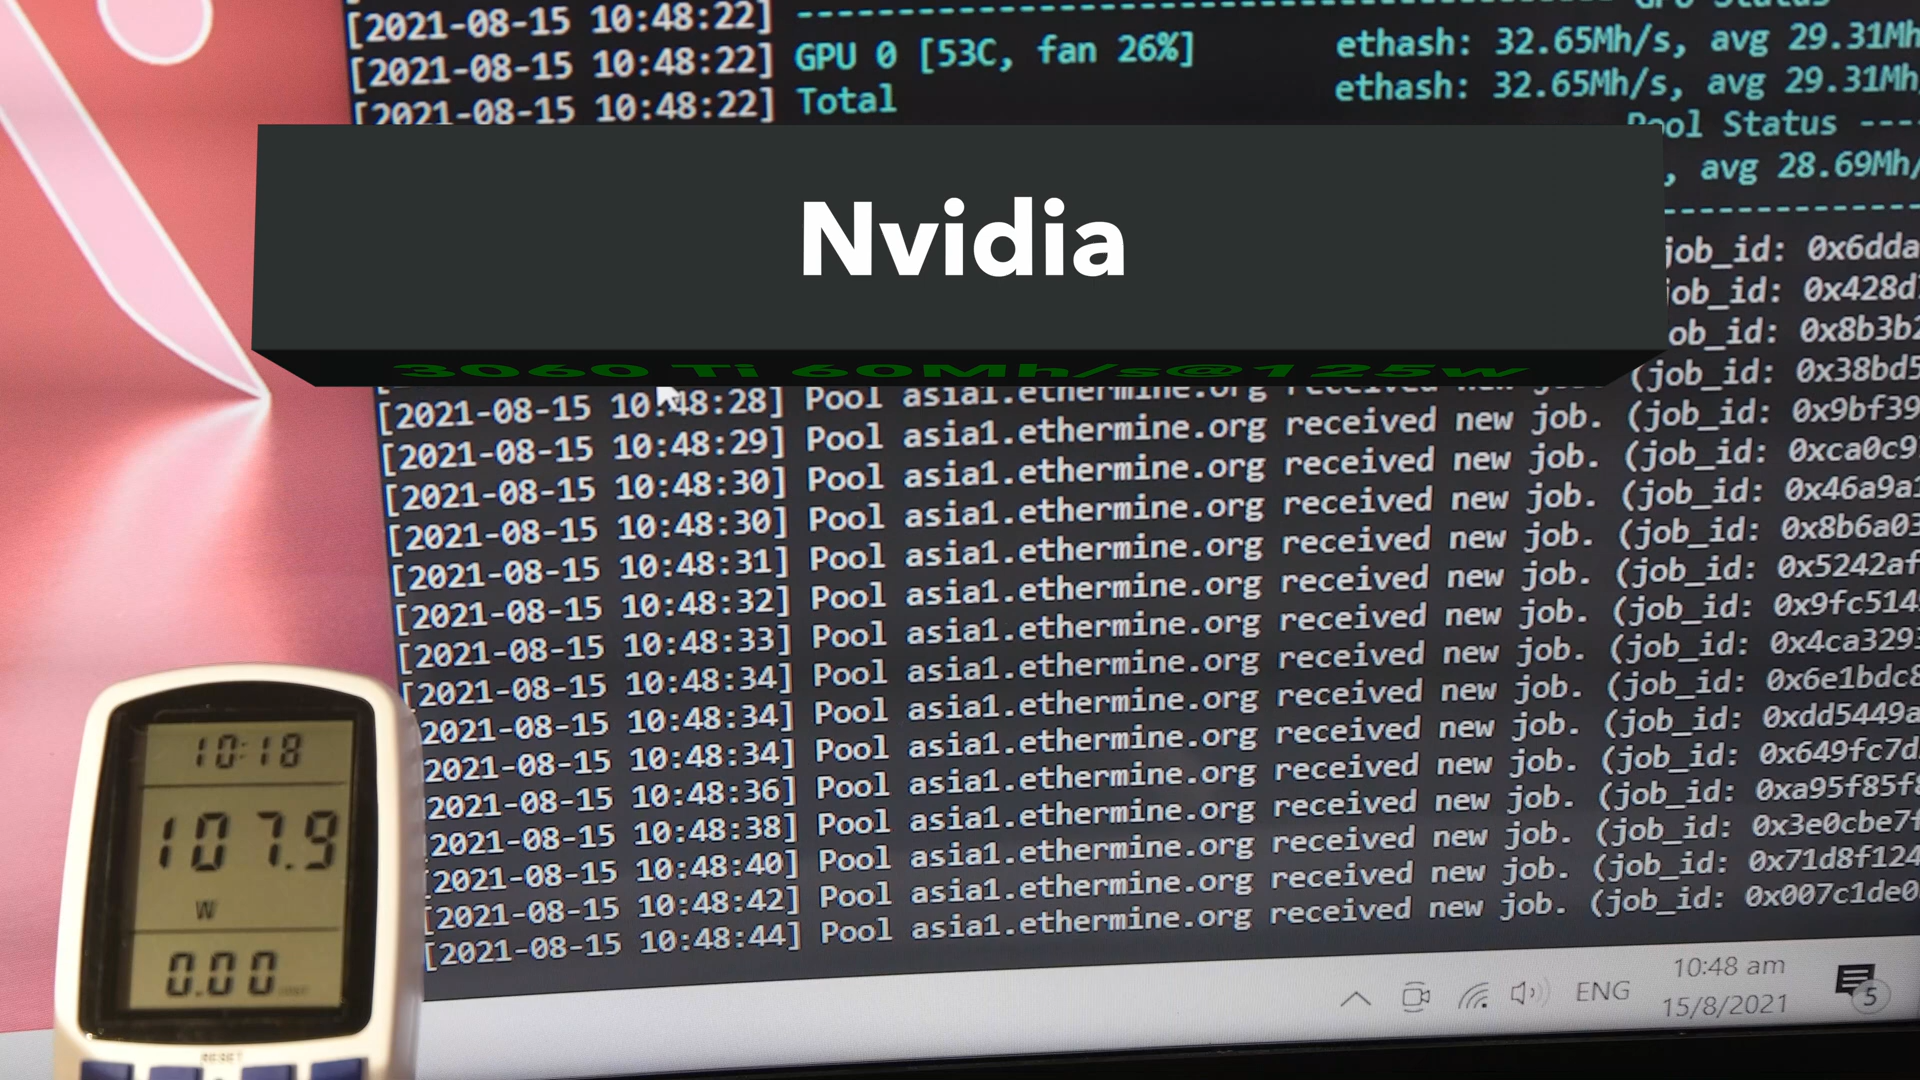 [2021-08-15 10:48:22]
GPU Status
[2021-08-15 10:48:22] GPU 0 [53C, fan 26%] ethash: 32.65Mh/s, avg 29.31Mh
[2021-08-15 10:48:22] Total ethash: 32.65Mh/s, avg 29.31Mh/
Pool Status ----
, avg 28.69Mh/
Nvidia
3060 Ti 60Mh/s@125w
job_id: 0x6dda
job_id: 0x428d
ob_id: 0x8b3b2
(job_id: 0x38bd5
[2021-08-15 10:48:28] Pool asia1.ethermine.org received new job. (job_id: 0x9bf39
[2021-08-15 10:48:29] Pool asia1.ethermine.org received new job. (job_id: 0xca0c9
[2021-08-15 10:48:30] Pool asia1.ethermine.org received new job. (job_id: 0x46a9a1
[2021-08-15 10:48:30] Pool asia1.ethermine.org received new job. (job_id: 0x8b6a03
[2021-08-15 10:48:31] Pool asia1.ethermine.org received new job. (job_id: 0x5242af
[2021-08-15 10:48:32] Pool asia1.ethermine.org received new job. (job_id: 0x9fc514
[2021-08-15 10:48:33] Pool asia1.ethermine.org received new job. (job_id: 0x4ca3291
[2021-08-15 10:48:34] Pool asia1.ethermine.org received new job. (job_id: 0x6e1bdc8
[2021-08-15 10:48:34] Pool asia1.ethermine.org received new job. (job_id: 0xdd5449a
2021-08-15 10:48:34] Pool asia1.ethermine.org received new job. (job_id: 0x649fc7d
2021-08-15 10:48:36] Pool asia1.ethermine.org received new job. (job_id: 0xa95f85f8
2021-08-15 10:48:38] Pool asia1.ethermine.org received new job. (job_id: 0x3e0cbe7f
[2021-08-15 10:48:40] Pool asia1.ethermine.org received new job. (job_id: 0x71d8f124
[2021-08-15 10:48:42] Pool asia1.ethermine.org received new job. (job_id: 0x007c1de0
[2021-08-15 10:48:44] Pool asia1.ethermine.org received new job.
10:18
107.9
W
0.00
RESET
ENG
10:48 am
15/8/2021
5